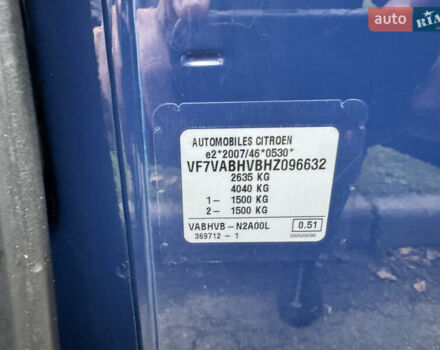 auto RIA
AUTOMOBILES CITROEN
e2*2007/46*0530*
VF7VABHVBHZ096632
2635 KG
4040 KG
1- 1500 KG
2- 1500 KG
VABHVB-N2A00L 0.51
369712-1